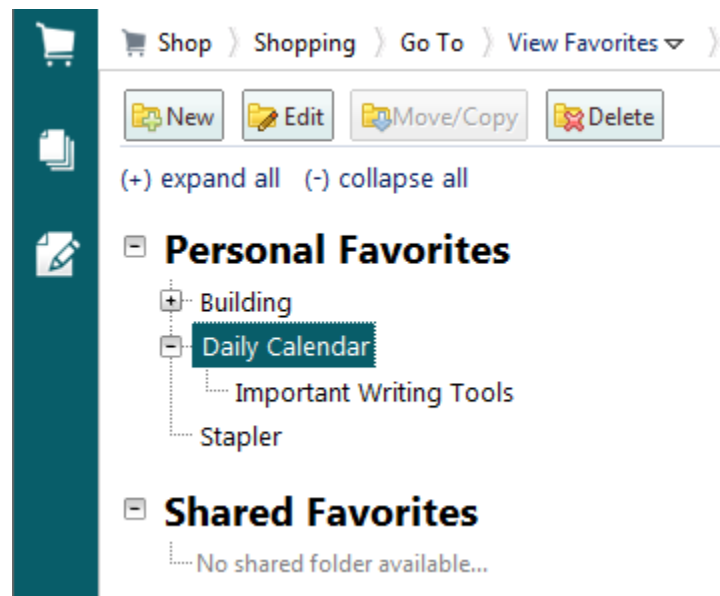 Shop Shopping Go To View Favorites
New Edit Move/Copy Delete
(+) expand all (-) collapse all
Personal Favorites
Building
Daily Calendar
Important Writing Tools
Stapler
Shared Favorites
No shared folder available...